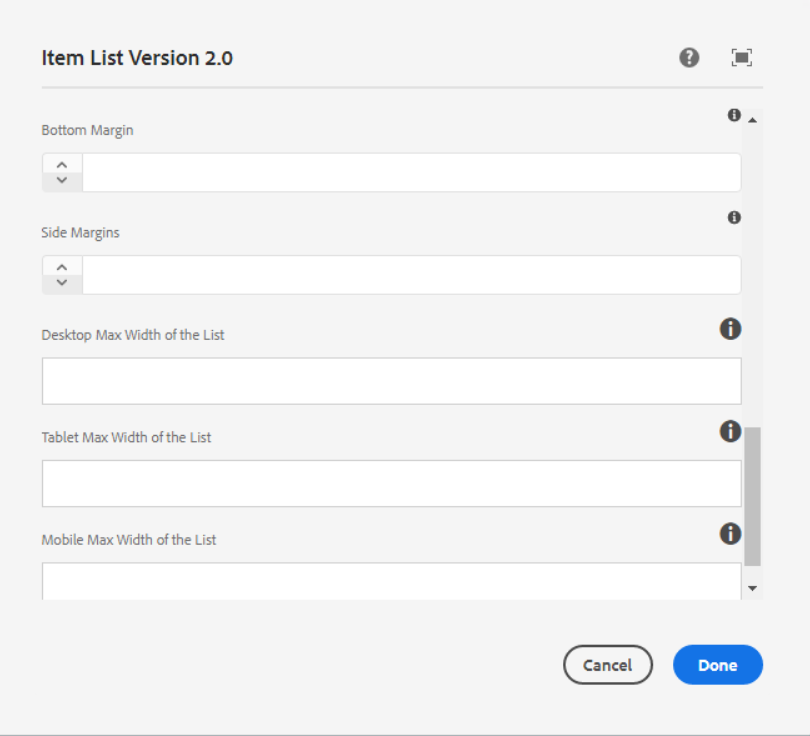 Item List Version 2.0
Bottom Margin
Side Margins
Desktop Max Width of the List
Tablet Max Width of the List
Mobile Max Width of the List
Cancel Done